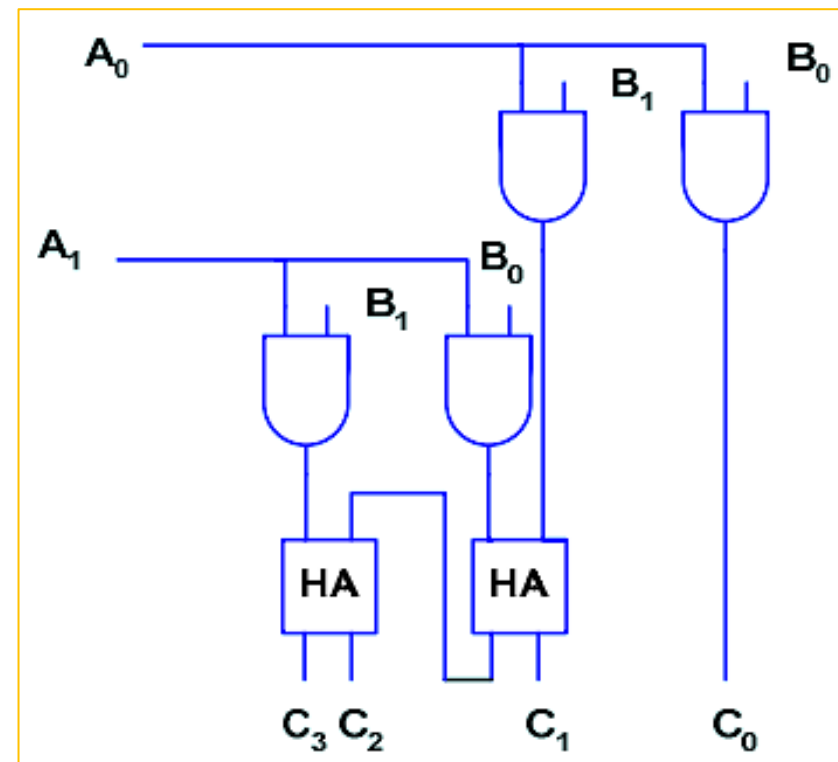 A₀
B₁
B₀
A₁
B₁
B₀
HA
HA
C₃ C₂ C₁ C₀